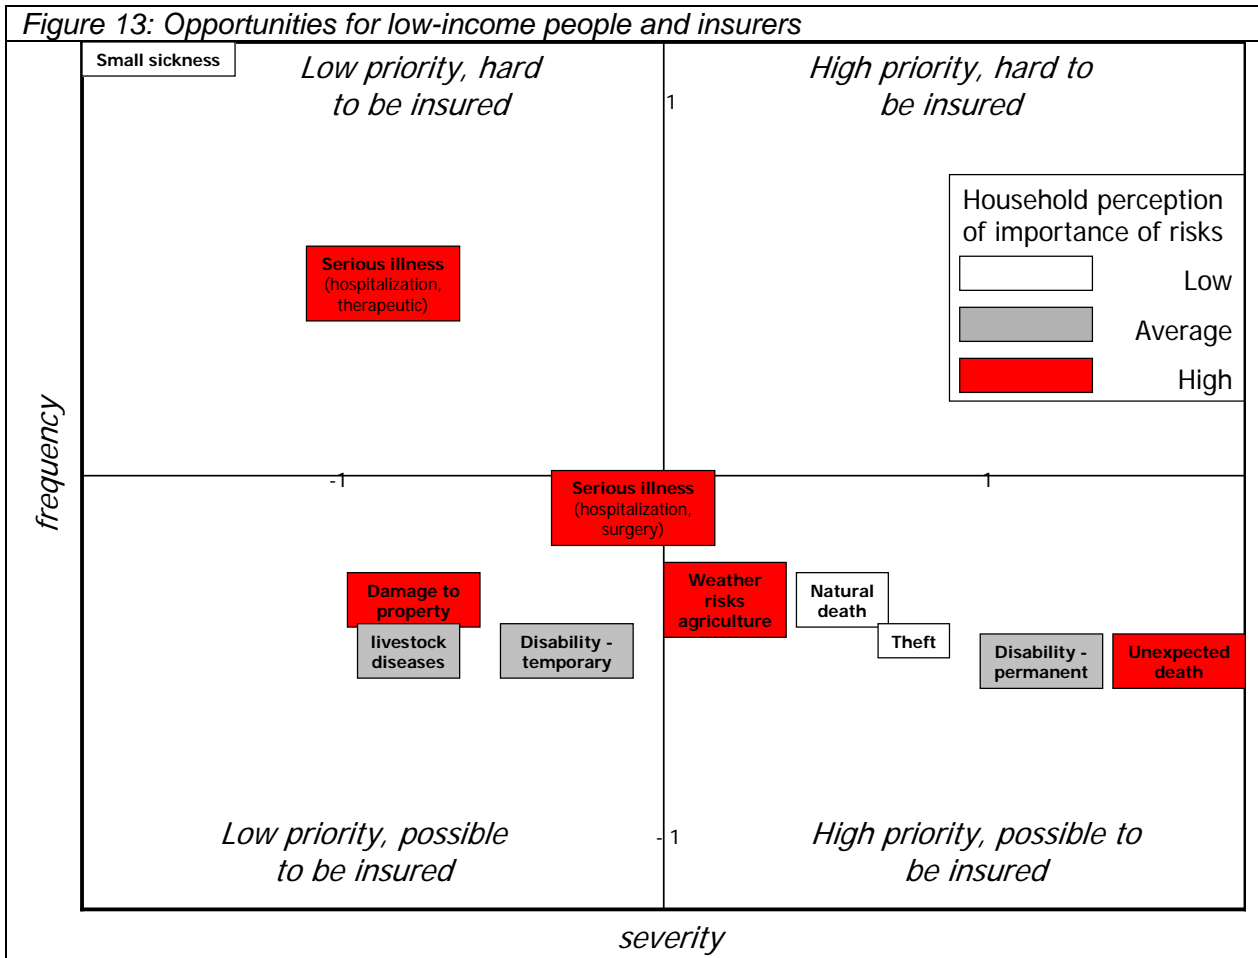 Figure 13: Opportunities for low-income people and insurers
Small sickness
Low priority, hard
to be insured
High priority, hard to
be insured
1
Household perception
of importance of risks
Low
Average
High
Serious illness
(hospitalization,
therapeutic)
frequency
-1
1
Serious illness
(hospitalization,
surgery)
Damage to
property
Weather
risks
agriculture
Natural
death
livestock
diseases
Disability -
temporary
Theft
Disability -
permanent
Unexpected
death
Low priority, possible
to be insured
- 1
High priority, possible to
be insured
severity